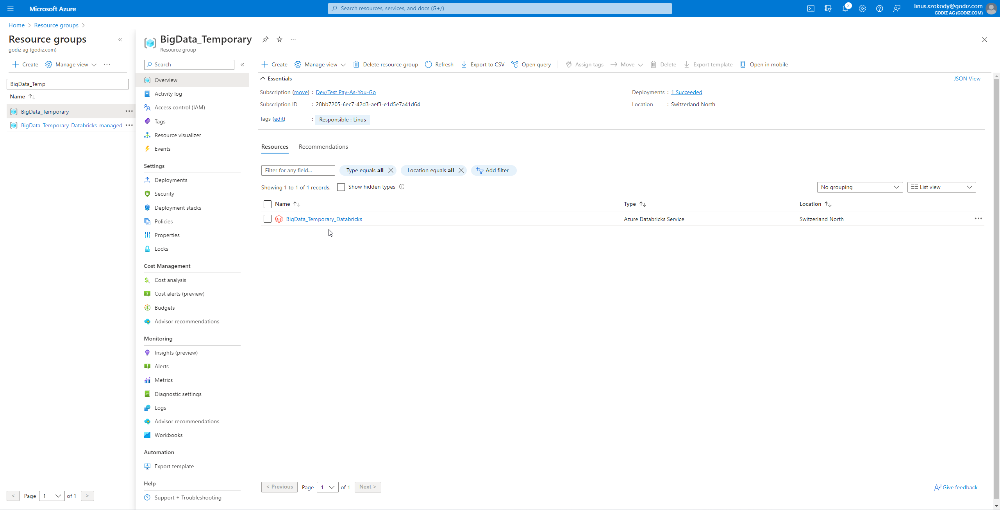 Microsoft Azure
Search resources, services, and docs (G+/)
2
linus.szokody@godiz.com
GODIZ AG (GODIZ.COM)
Home > Resource groups >
Resource groups
godiz ag (godiz.com)
Create
Manage view
BigData_Temp
Name
BigData_Temporary
BigData_Temporary_Databricks_managed
< Page 1 of 1 >
BigData_Temporary
Resource group
Search
Overview
Activity log
Access control (IAM)
Tags
Resource visualizer
Events
Settings
Deployments
Security
Deployment stacks
Policies
Properties
Locks
Cost Management
Cost analysis
Cost alerts (preview)
Budgets
Advisor recommendations
Monitoring
Insights (preview)
Alerts
Metrics
Diagnostic settings
Logs
Advisor recommendations
Workbooks
Automation
Export template
Help
Support + Troubleshooting
Create Manage view Delete resource group Refresh Export to CSV Open query Assign tags Move Delete Export template Open in mobile
Essentials
JSON View
Subscription (move) : Dev/Test Pay-As-You-Go
Subscription ID : 28bb7205-6ec7-42d3-aef3-e1d5e7a41d64
Tags (edit) : Responsible : Linus
Deployments : 1 Succeeded
Location : Switzerland North
Resources Recommendations
Filter for any field... Type equals all Location equals all Add filter
Showing 1 to 1 of 1 records. Show hidden types
No grouping List view
Name Type Location
BigData_Temporary_Databricks Azure Databricks Service Switzerland North
< Previous Page 1 of 1 Next >
Give feedback